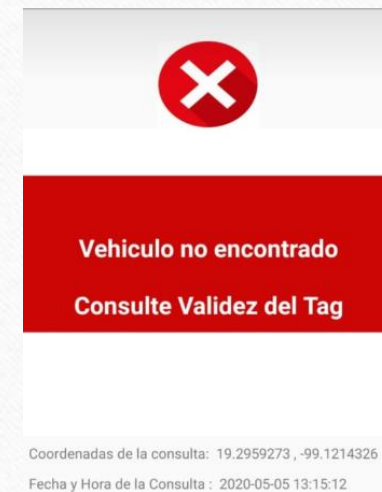 Vehiculo no encontrado
Consulte Validez del Tag
Coordenadas de la consulta: 19.2959273 , -99.1214326
Fecha y Hora de la Consulta : 2020-05-05 13:15:12